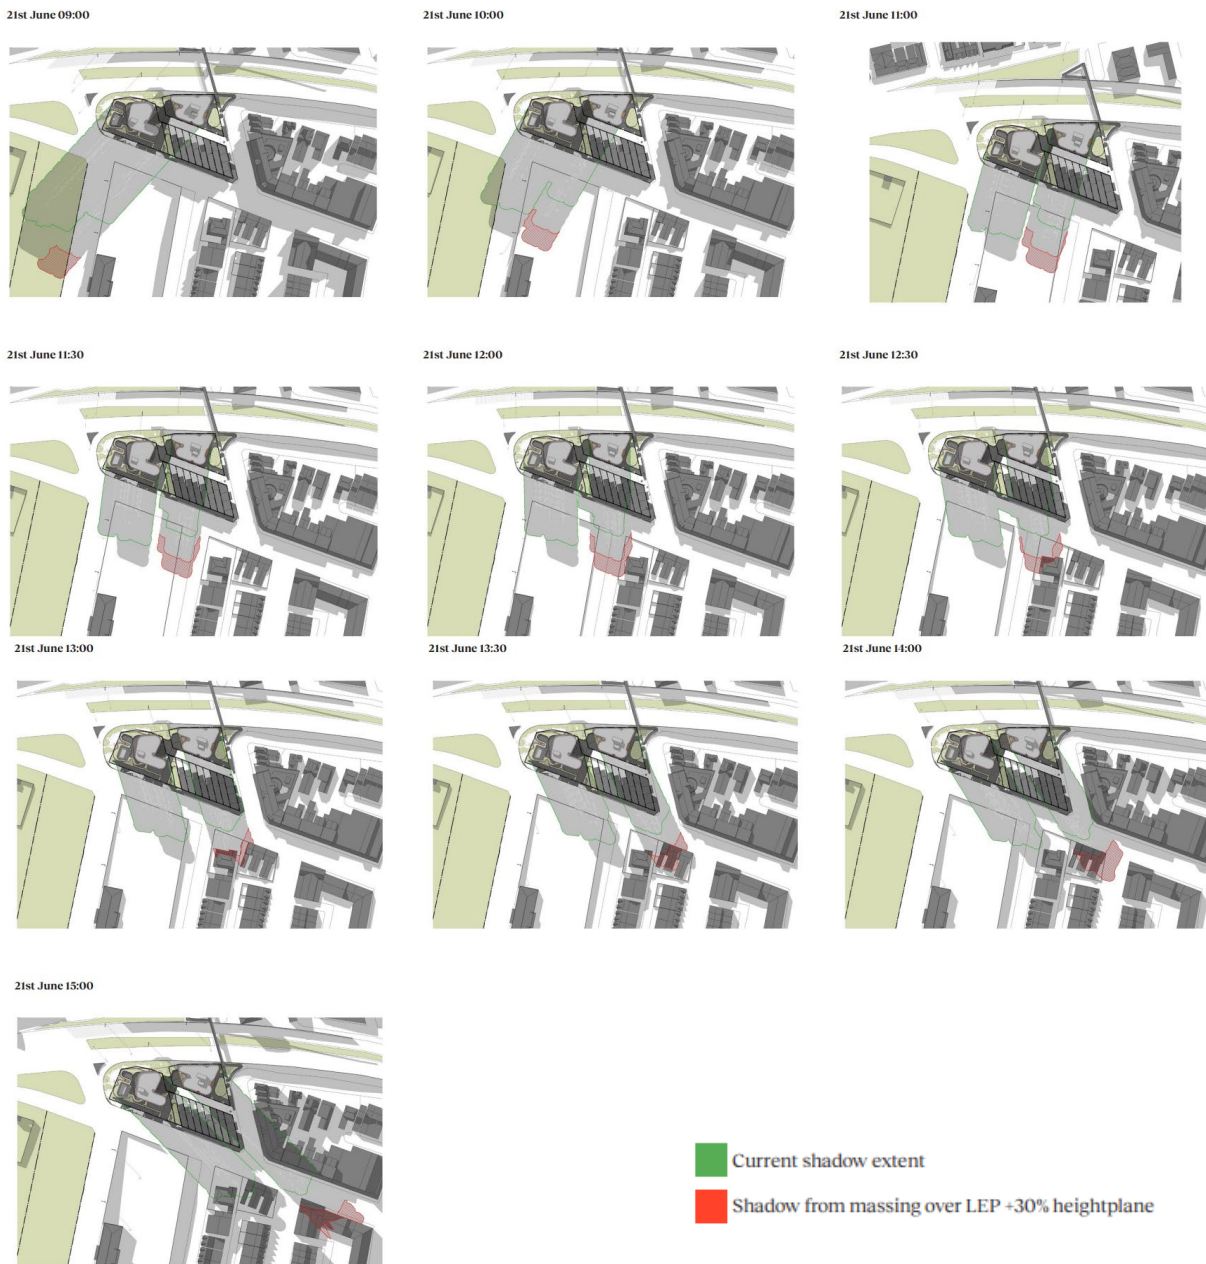 21st June 09:00
21st June 10:00
21st June 11:00
21st June 11:30
21st June 12:00
21st June 12:30
21st June 13:00
21st June 13:30
21st June 14:00
21st June 15:00
Current shadow extent
Shadow from massing over LEP +30% heightplane